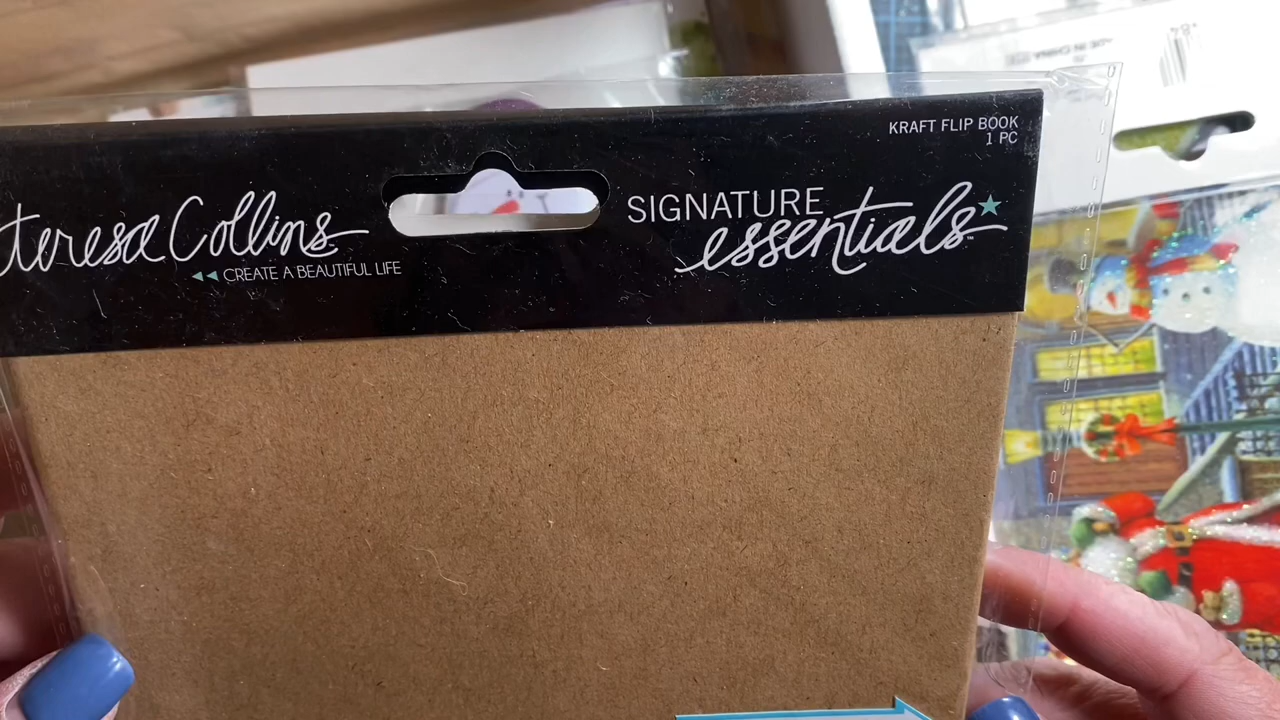 KRAFT FLIP BOOK
1 PC
teresa Collins
CREATE A BEAUTIFUL LIFE
SIGNATURE
essentials